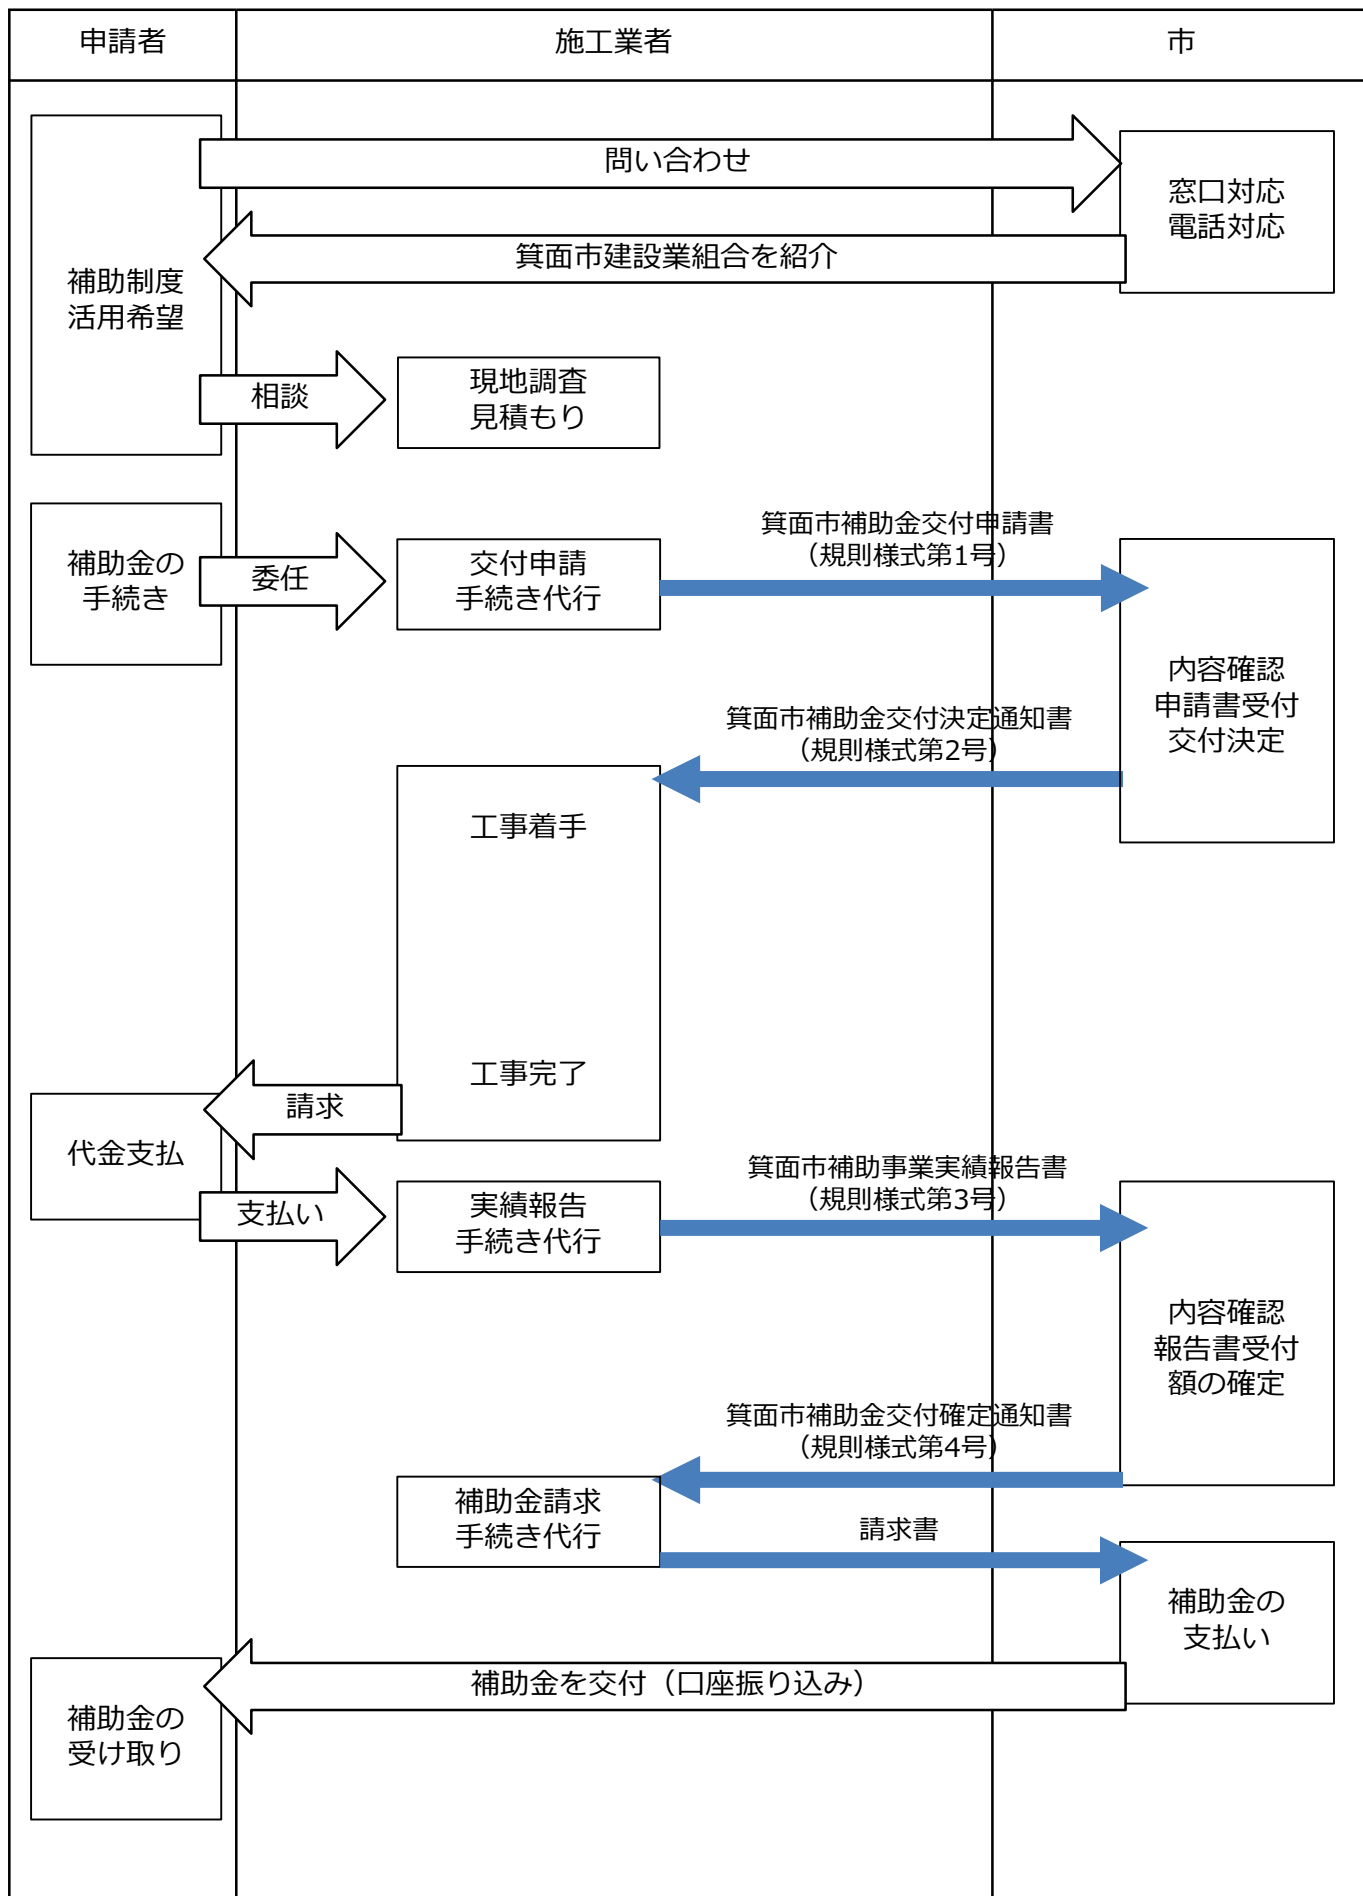 申請者
施工業者
市
問い合わせ
窓口対応
電話対応
箕面市建設業組合を紹介
補助制度
活用希望
相談
現地調査
見積もり
補助金の
手続き
委任
交付申請
手続き代行
箕面市補助金交付申請書
（規則様式第1号）
内容確認
申請書受付
交付決定
箕面市補助金交付決定通知書
（規則様式第2号）
工事着手
工事完了
請求
代金支払
支払い
実績報告
手続き代行
箕面市補助事業実績報告書
（規則様式第3号）
内容確認
報告書受付
額の確定
箕面市補助金交付確定通知書
（規則様式第4号）
補助金請求
手続き代行
請求書
補助金の
支払い
補助金を交付（口座振り込み）
補助金の
受け取り